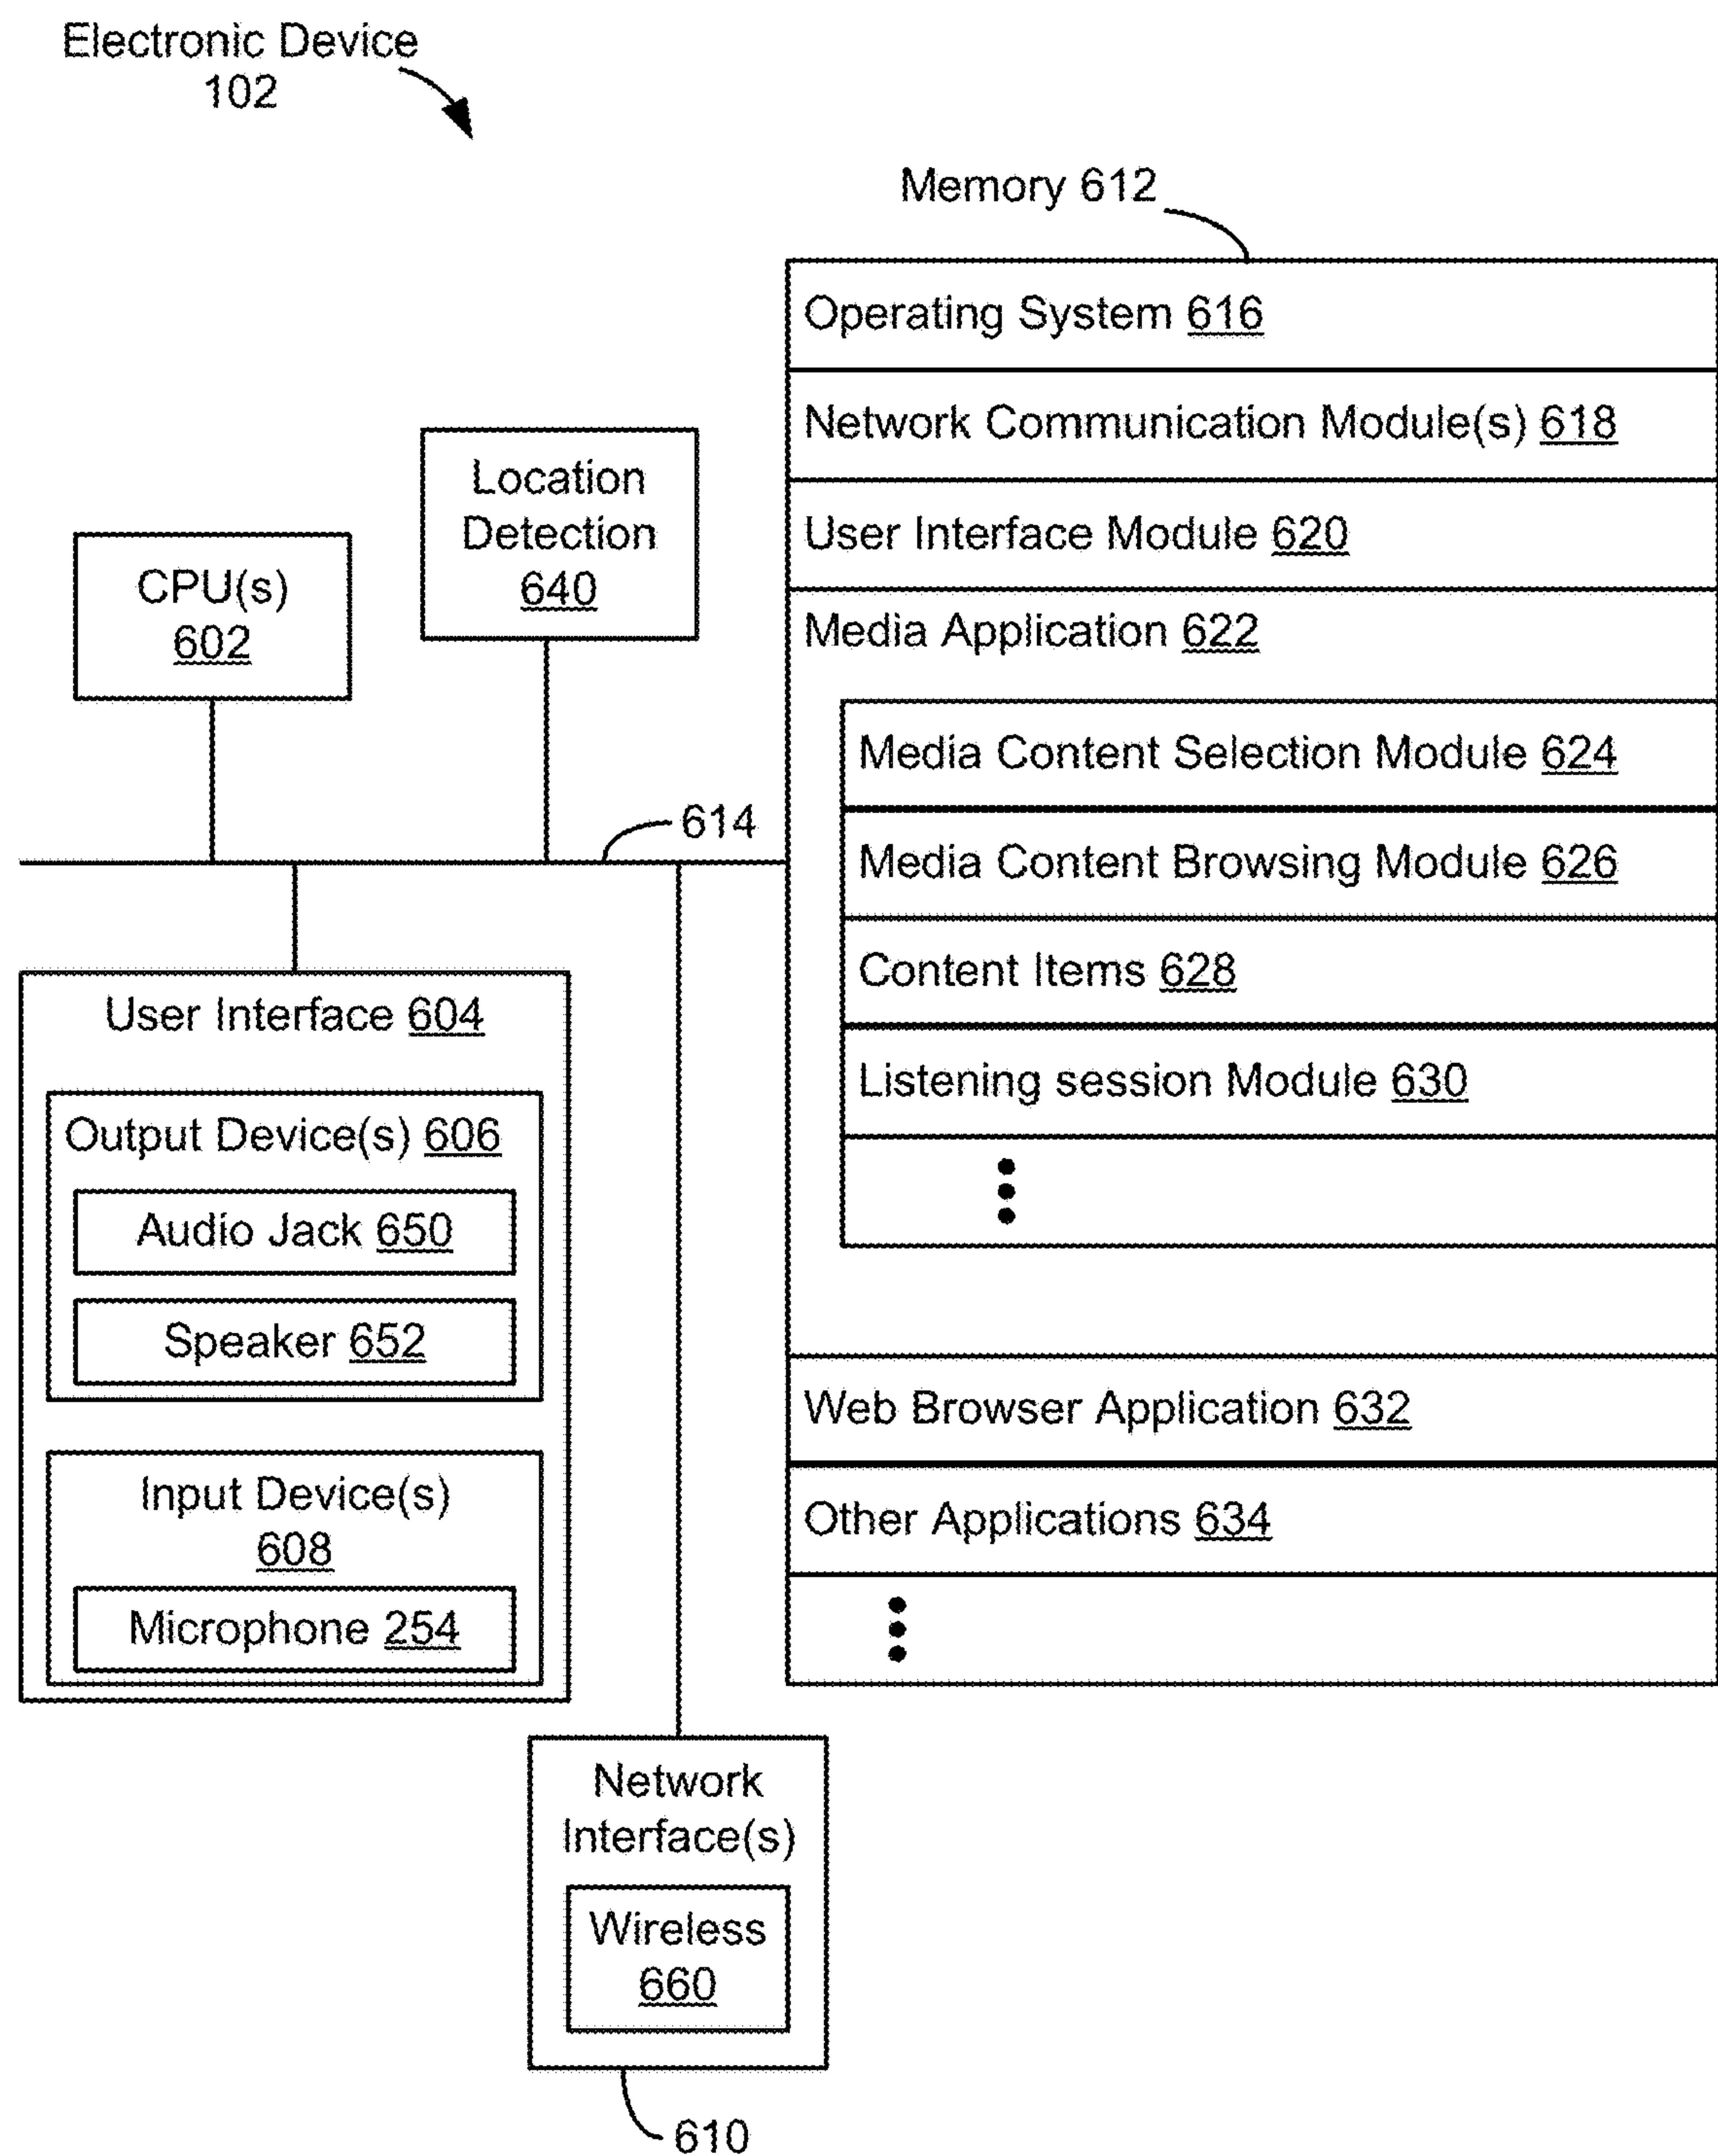 Electronic Device
102
Memory 612
Operating System 616
Network Communication Module(s) 618
User Interface Module 620
Media Application 622
Media Content Selection Module 624
Media Content Browsing Module 626
Content Items 628
Listening session Module 630
Web Browser Application 632
Other Applications 634
Location
Detection
640
CPU(s)
602
614
User Interface 604
Output Device(s) 606
Audio Jack 650
Speaker 652
Input Device(s)
608
Microphone 254
Network
Interface(s)
Wireless
660
610